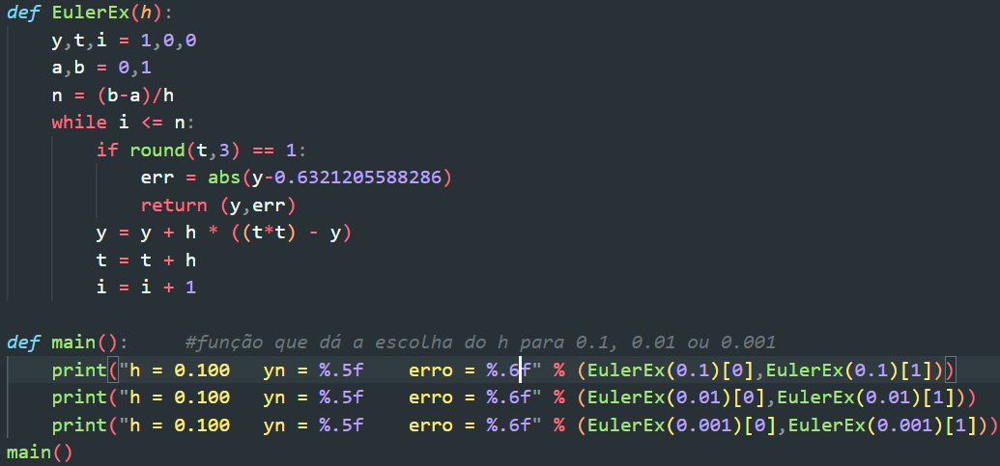 def EulerEx(h):
    y,t,i = 1,0,0
    a,b = 0,1
    n = (b-a)/h
    while i <= n:
        if round(t,3) == 1:
            err = abs(y-0.6321205588286)
            return (y,err)
        y = y + h * ((t*t) - y)
        t = t + h
        i = i + 1

def main():     #função que dá a escolha do h para 0.1, 0.01 ou 0.001
    print("h = 0.100   yn = %.5f    erro = %.6f" % (EulerEx(0.1)[0],EulerEx(0.1)[1]))
    print("h = 0.100   yn = %.5f    erro = %.6f" % (EulerEx(0.01)[0],EulerEx(0.01)[1]))
    print("h = 0.100   yn = %.5f    erro = %.6f" % (EulerEx(0.001)[0],EulerEx(0.001)[1]))
main()